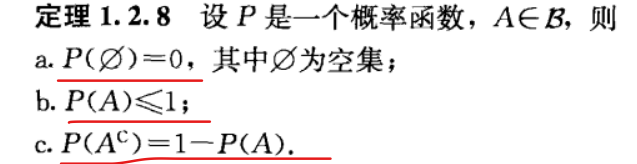 定理 1.2.8 设 P 是一个概率函数，A∈𝓑，则
a. P(∅)=0，其中∅为空集；
b. P(A)≤1；
c. P(Aᶜ)=1−P(A).